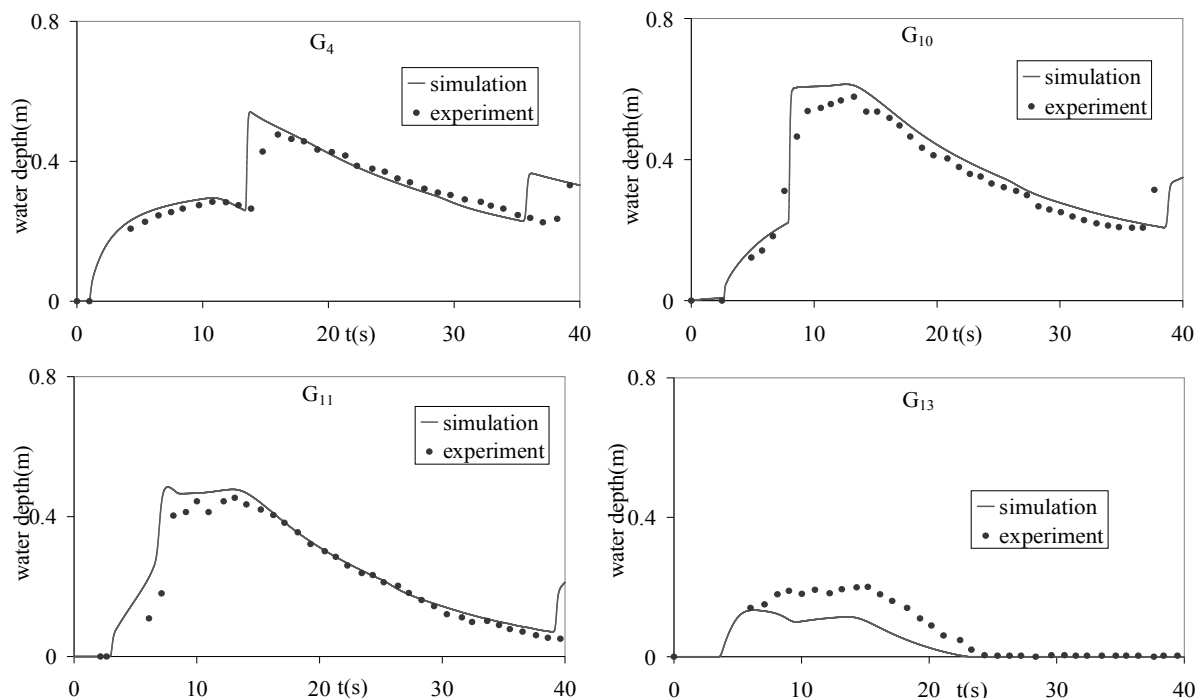 G₄
0.8
simulation
experiment
water depth(m)
0.4
0
0 10 20 t(s) 30 40
G₁₀
0.8
simulation
experiment
water depth(m)
0.4
0
0 10 20 t(s) 30 40
G₁₁
0.8
simulation
experiment
water depth(m)
0.4
0
0 10 20 t(s) 30 40
G₁₃
0.8
simulation
experiment
water depth(m)
0.4
0
0 10 20 t(s) 30 40